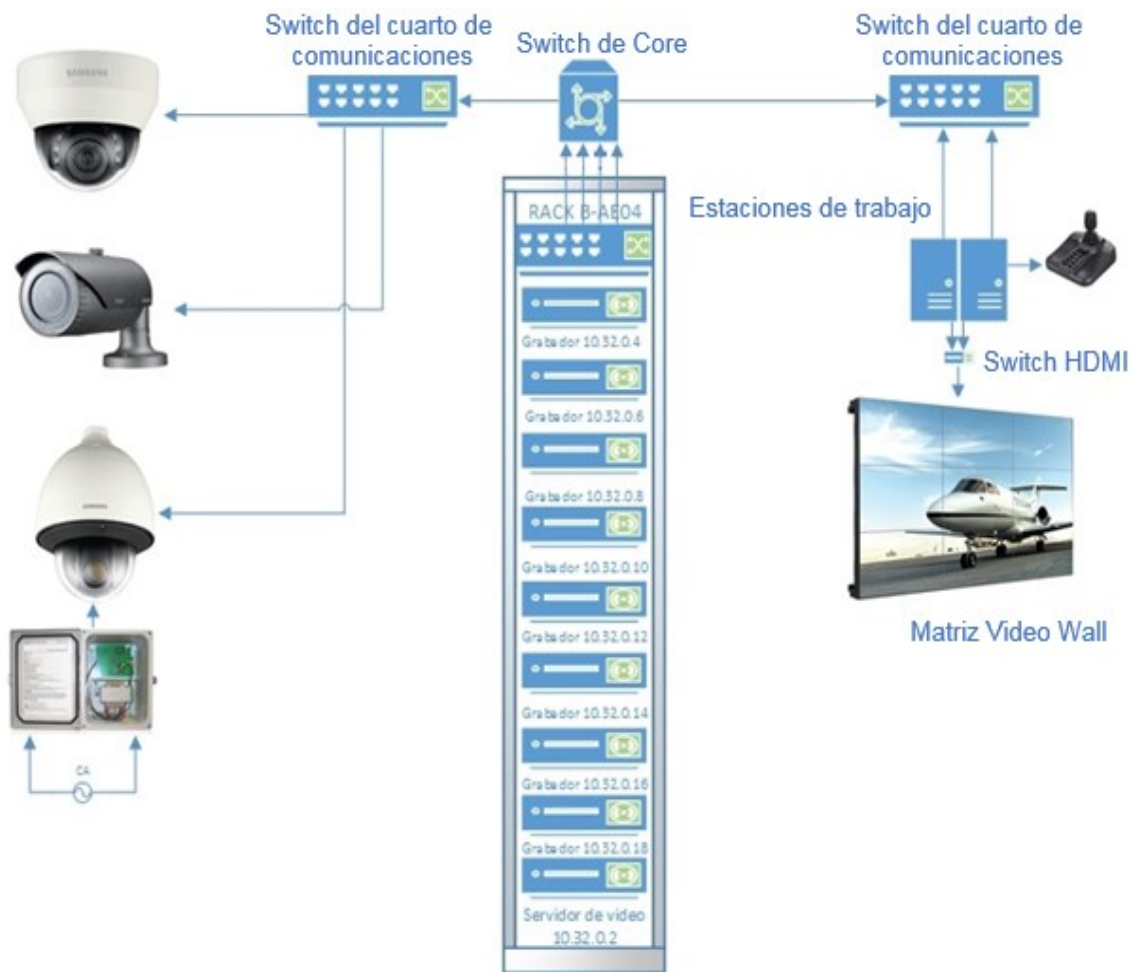 Switch del cuarto de
comunicaciones
Switch de Core
Switch del cuarto de
comunicaciones
SAMSUNG
RACK B-AE04
Estaciones de trabajo
Grabador 10.32.0.4
Switch HDMI
Grabador 10.32.0.6
Grabador 10.32.0.8
SAMSUNG
Grabador 10.32.0.10
Grabador 10.32.0.12
Matriz Video Wall
Grabador 10.32.0.14
CA
Grabador 10.32.0.16
Grabador 10.32.0.18
Servidor de video
10.32.0.2